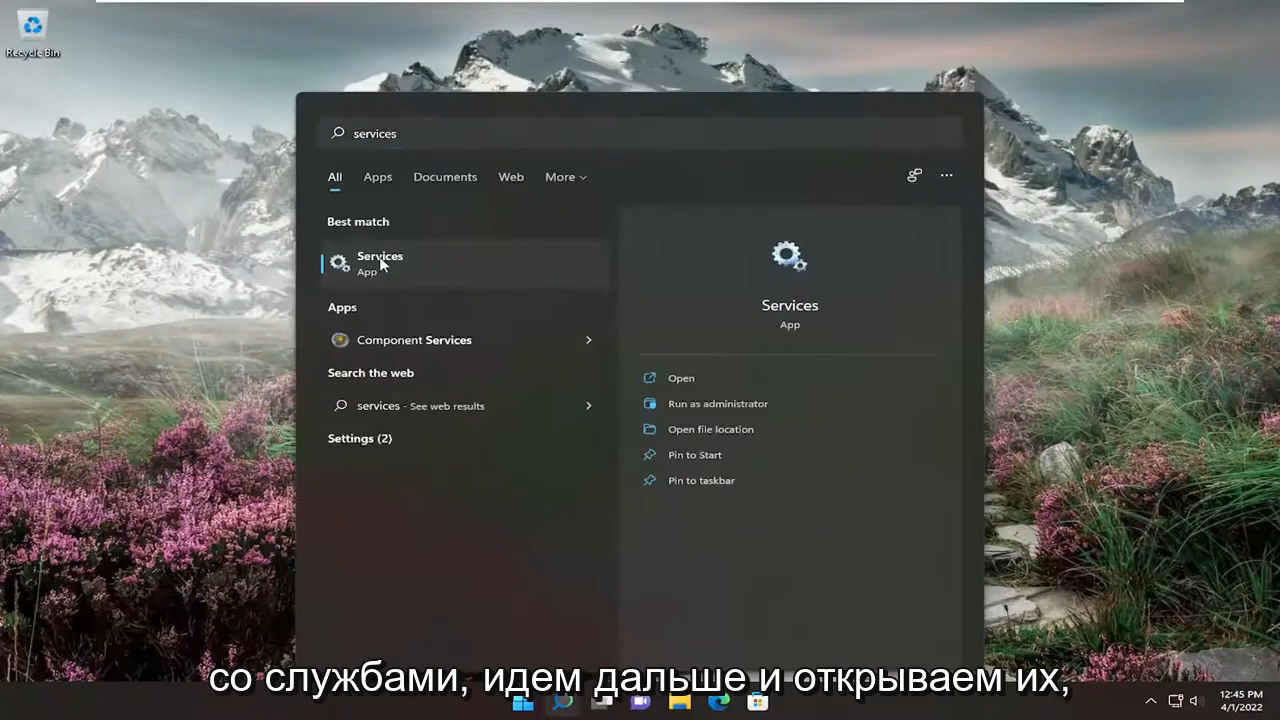 Recycle Bin
services
All Apps Documents Web More
Best match
Services
App
Apps
Component Services
Search the web
services - See web results
Settings (2)
Services
App
Open
Run as administrator
Open file location
Pin to Start
Pin to taskbar
со службами, идем дальше и открываем их,
12:45 PM
4/1/2022